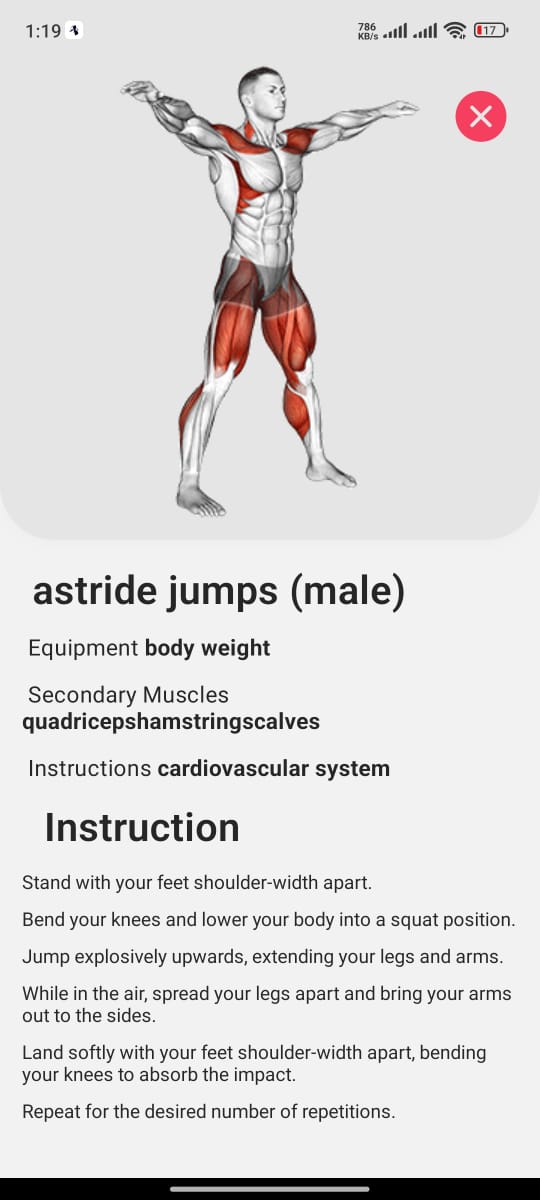 1:19
786
KB/s
17
astride jumps (male)
Equipment body weight
Secondary Muscles
quadricepshamstringscalves
Instructions cardiovascular system
Instruction
Stand with your feet shoulder-width apart.
Bend your knees and lower your body into a squat position.
Jump explosively upwards, extending your legs and arms.
While in the air, spread your legs apart and bring your arms
out to the sides.
Land softly with your feet shoulder-width apart, bending
your knees to absorb the impact.
Repeat for the desired number of repetitions.